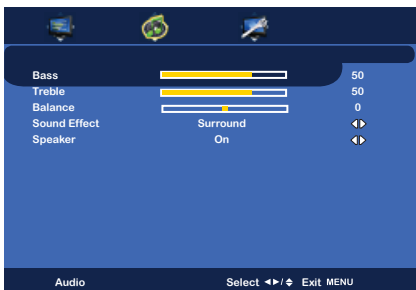 Bass 50
Treble 50
Balance 0
Sound Effect Surround
Speaker On
Audio Select ◄►/◆ Exit MENU